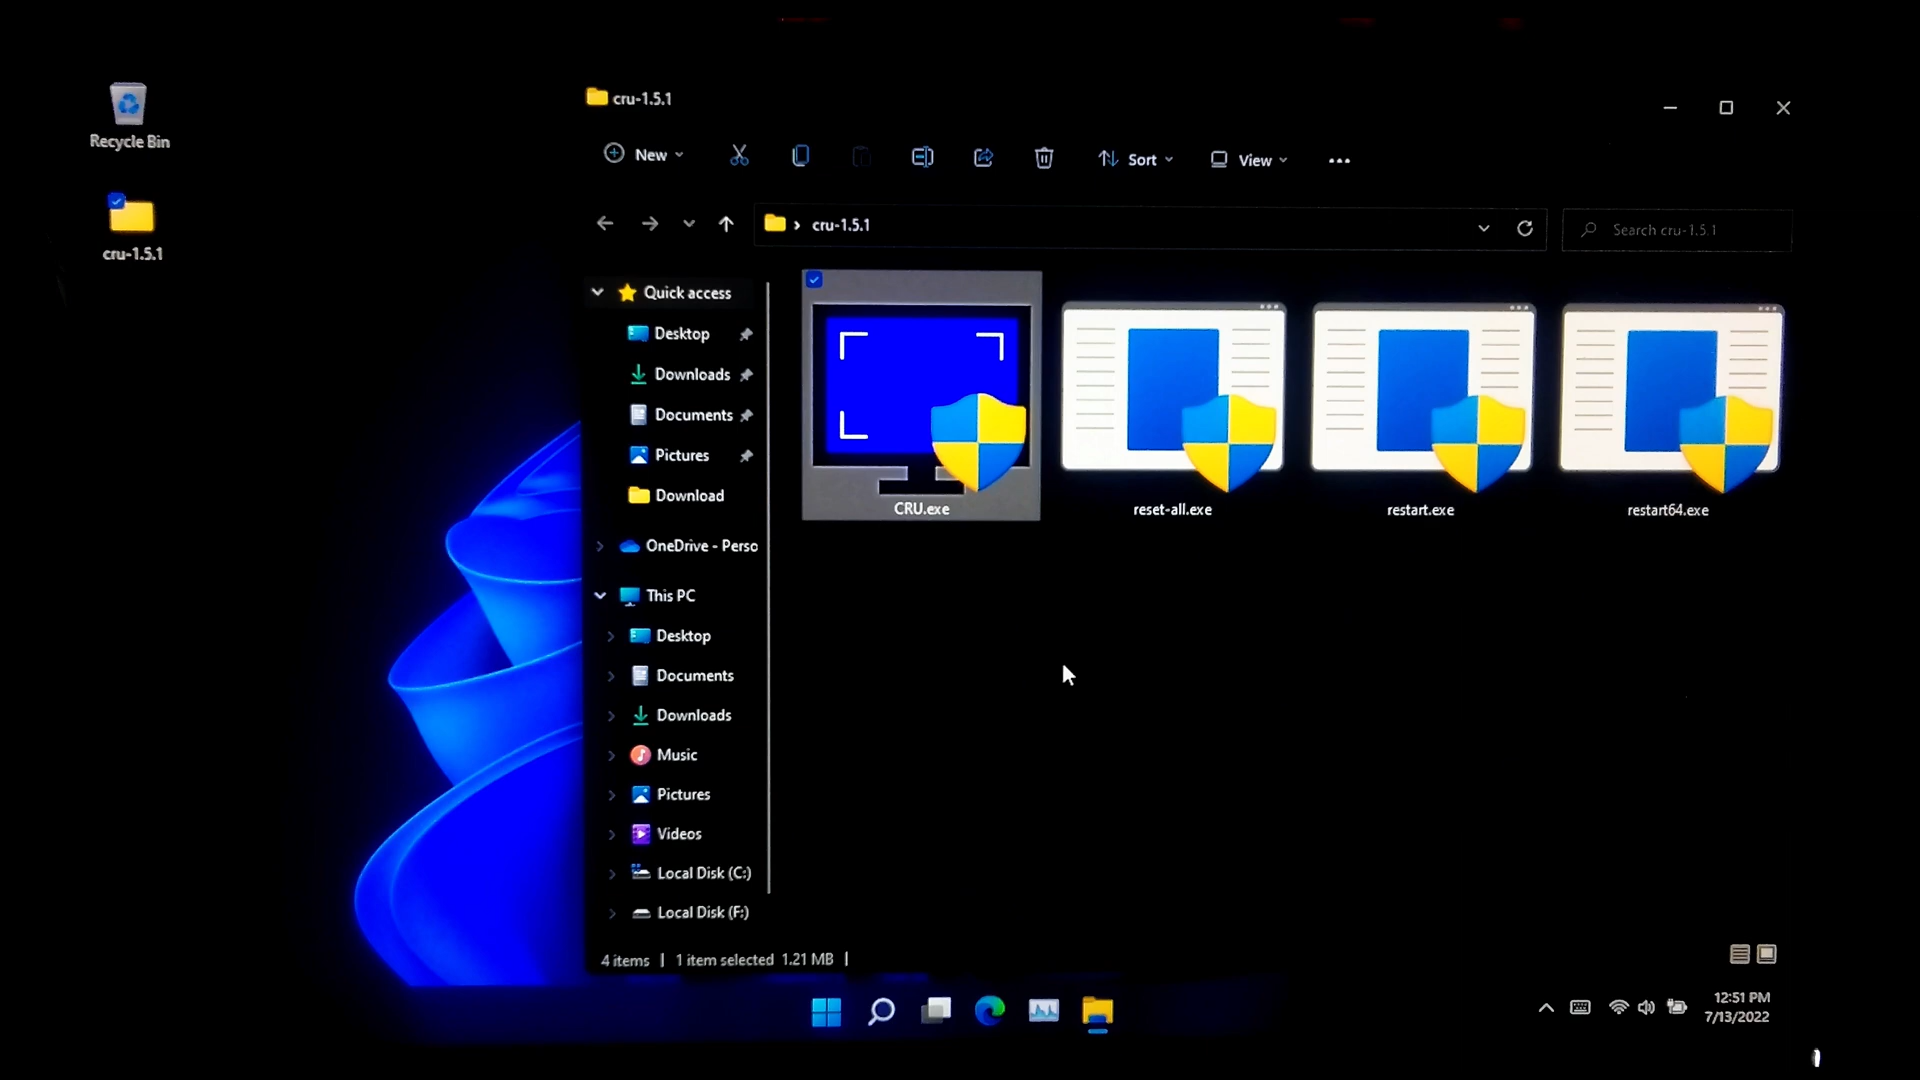 Recycle Bin
cru-1.5.1
cru-1.5.1
New
Sort
View
cru-1.5.1
Search cru-1.5.1
Quick access
Desktop
Downloads
Documents
Pictures
Download
OneDrive - Perso
This PC
Desktop
Documents
Downloads
Music
Pictures
Videos
Local Disk (C:)
Local Disk (F:)
CRU.exe
reset-all.exe
restart.exe
restart64.exe
4 items | 1 item selected 1.21 MB |
12:51 PM
7/13/2022